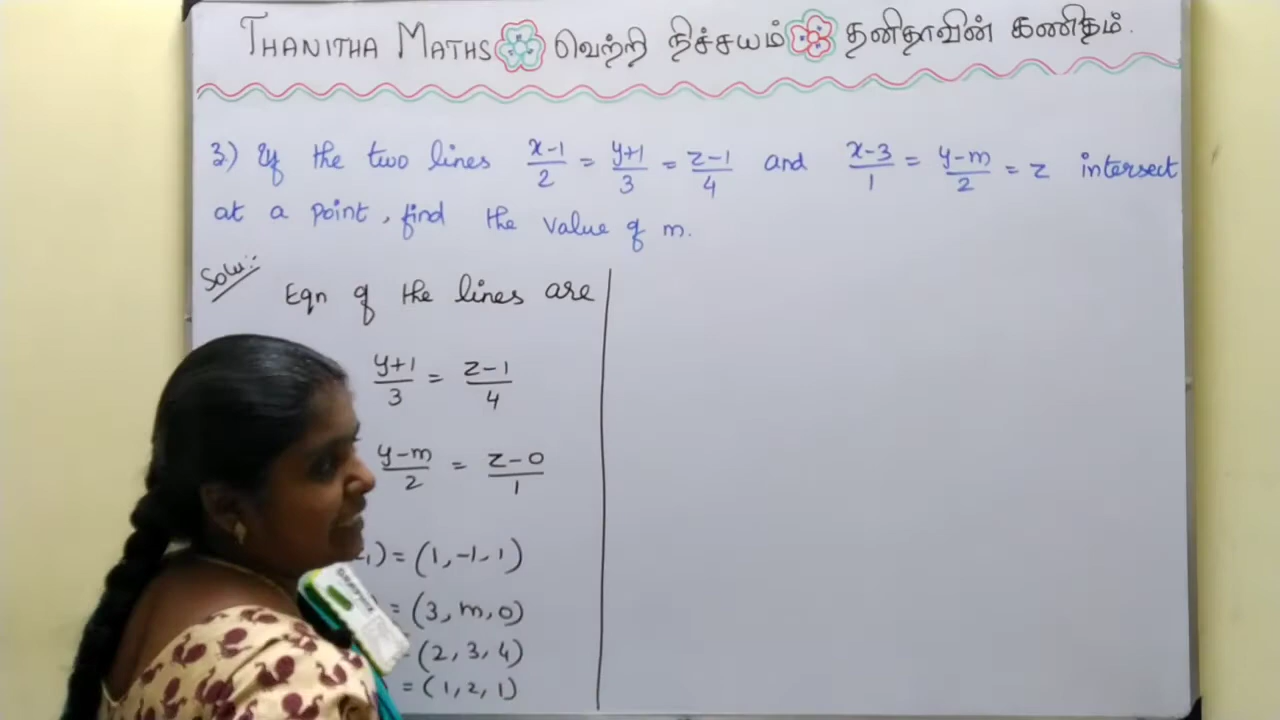 THANITHA MATHS வெற்றி நிச்சயம் தனிதாவின் கணிதம்.
3.) If the two lines x-1/2 = y+1/3 = z-1/4 and x-3/1 = y-m/2 = z intersect
at a point, find the value of m.
Solu:-
Eqn of the lines are
y+1/3 = z-1/4
y-m/2 = z-0/1
1) = (1, -1, 1)
= (3, m, 0)
- (2, 3, 4)
= (1, 2, 1)